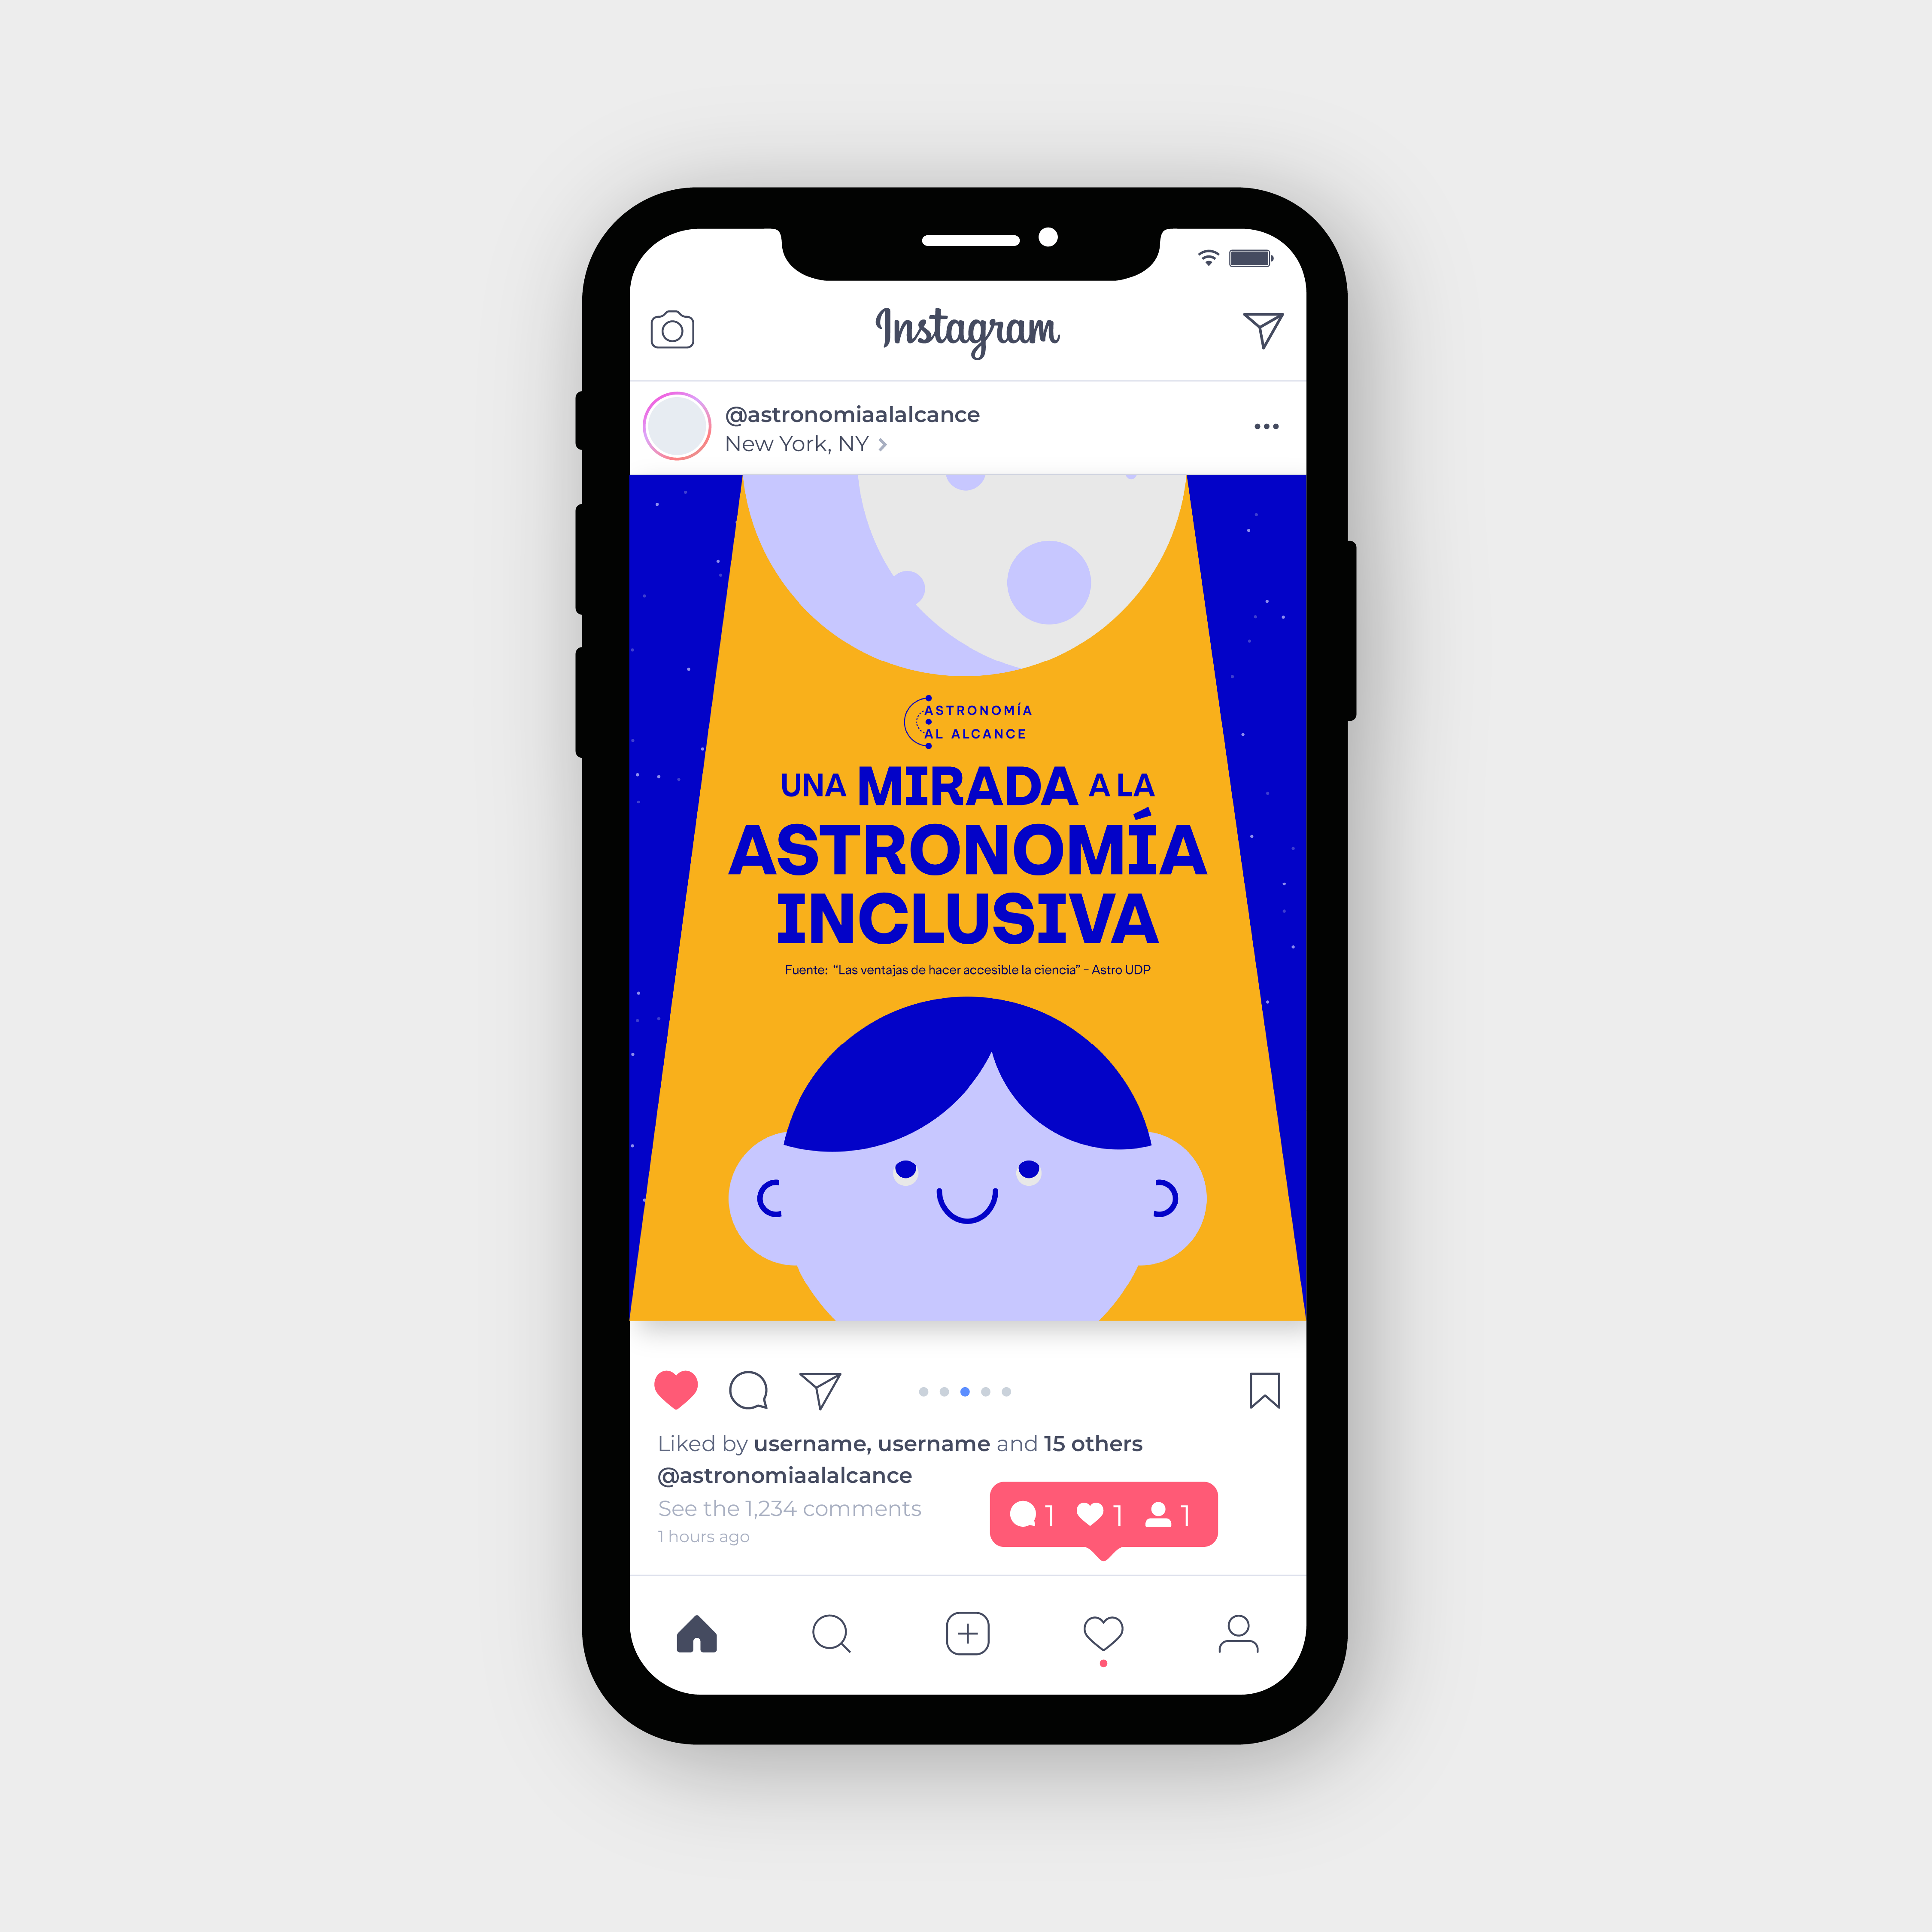 Instagram
@astronomiaalalcance
New York, NY
ASTRONOMÍA
AL ALCANCE
UNA MIRADA A LA
ASTRONOMÍA
INCLUSIVA
Fuente: “Las ventajas de hacer accesible la ciencia” - Astro UDP
Liked by username, username and 15 others
@astronomiaalalcance
See the 1,234 comments
1 1 1
1 hours ago